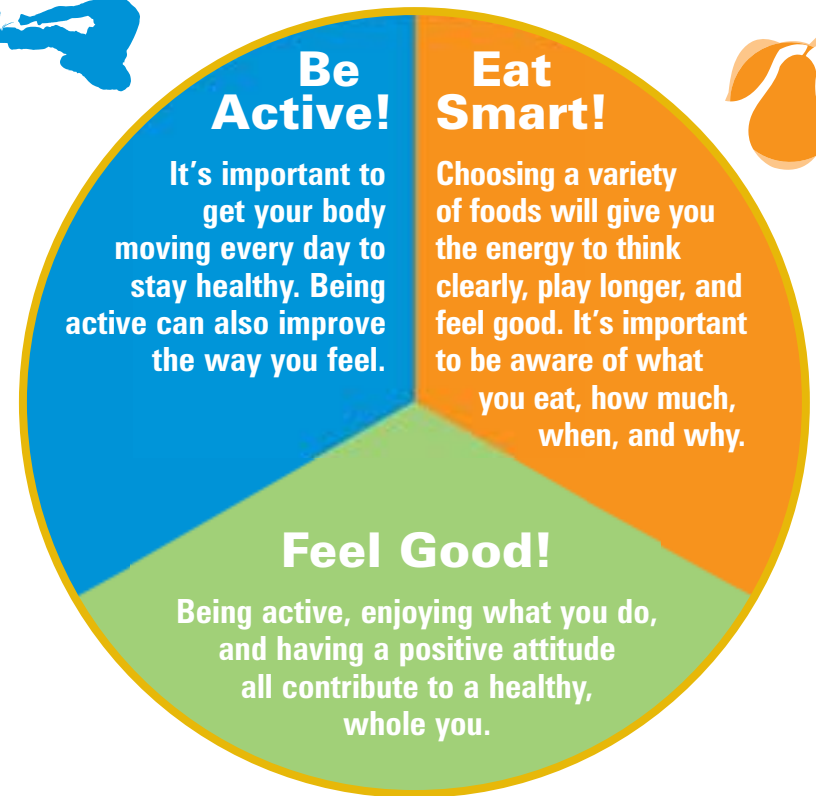 Be
Active!
It's important to
get your body
moving every day to
stay healthy. Being
active can also improve
the way you feel.
Eat
Smart!
Choosing a variety
of foods will give you
the energy to think
clearly, play longer, and
feel good. It's important
to be aware of what
you eat, how much,
when, and why.
Feel Good!
Being active, enjoying what you do,
and having a positive attitude
all contribute to a healthy,
whole you.